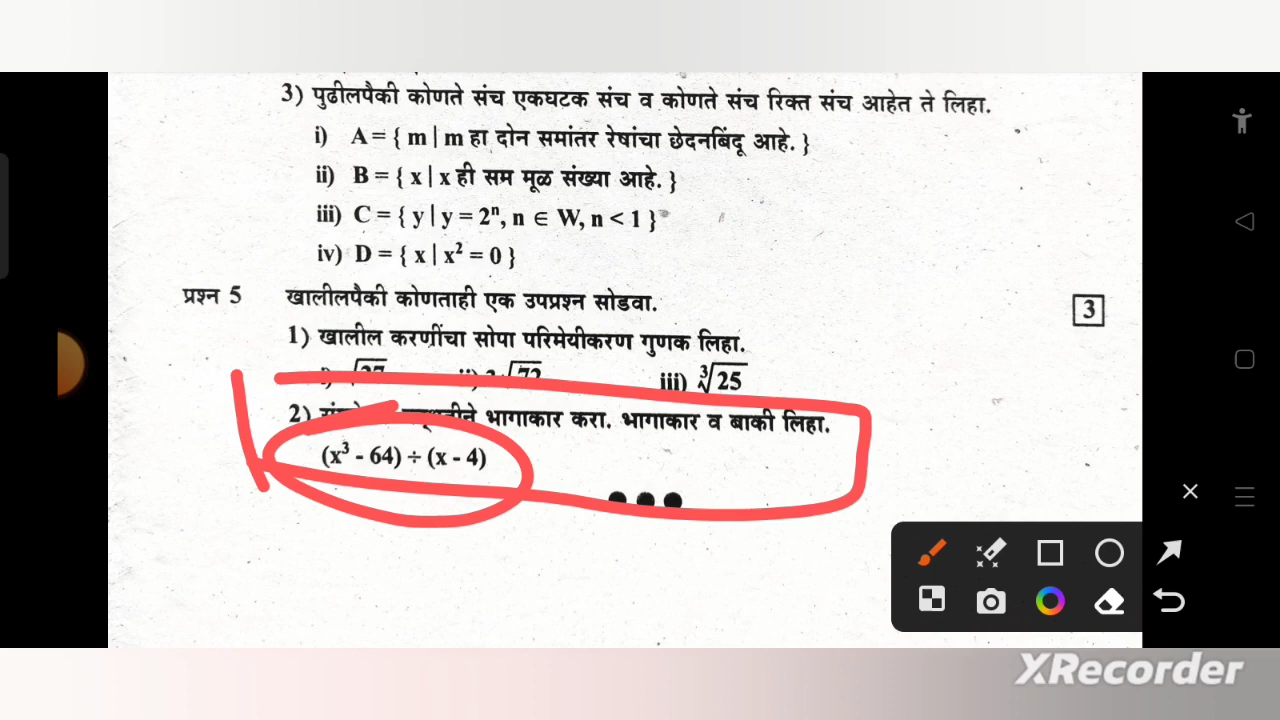 3) पुढीलपैकी कोणते संच एकघटक संच व कोणते संच रिक्त संच आहेत ते लिहा.
i) A = { m | m हा दोन समांतर रेषांचा छेदनबिंदू आहे. }
ii) B = { x | x ही सम मूळ संख्या आहे. }
iii) C = { y | y = 2ⁿ, n ∈ W, n < 1 }
iv) D = { x | x² = 0 }
प्रश्न 5 खालीलपैकी कोणताही एक उपप्रश्न सोडवा. 3
1) खालील करणींचा सोपा परिमेयीकरण गुणक लिहा.
iii) ∛25
2) भागाकार करा. भागाकार व बाकी लिहा.
(x³ - 64) ÷ (x - 4)
XRecorder